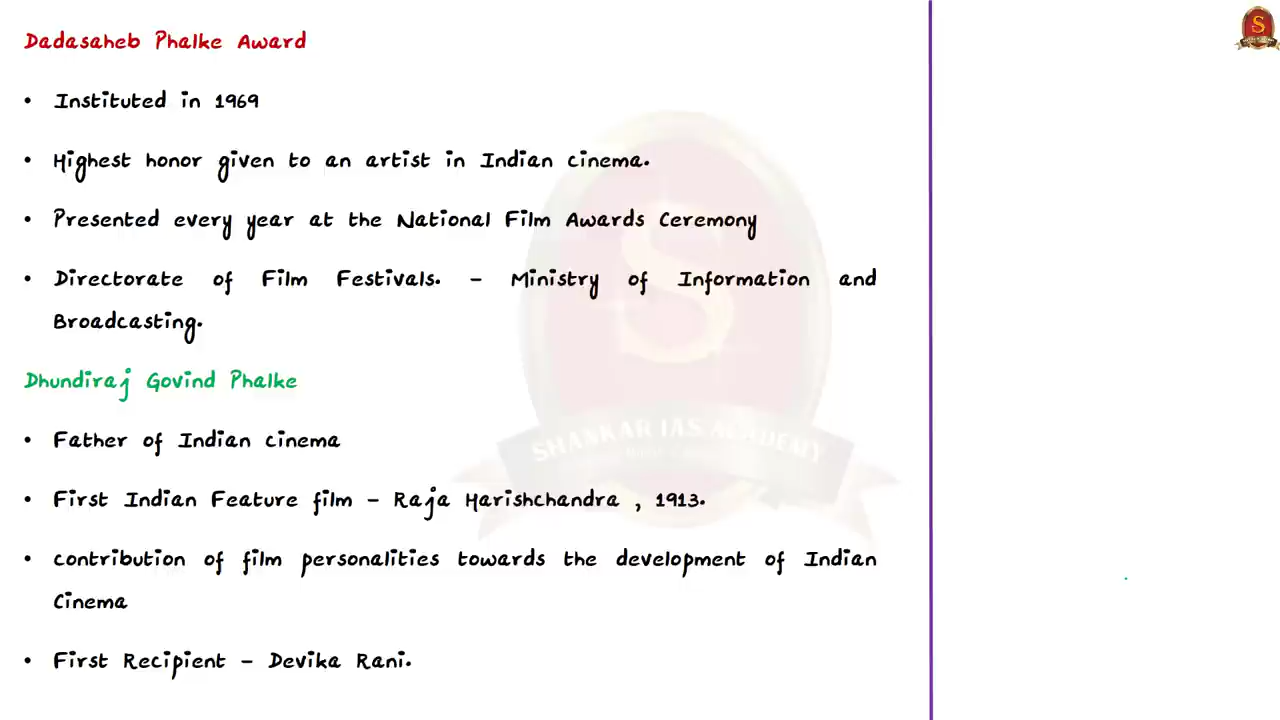 Dadasaheb Phalke Award
• Instituted in 1969
• Highest honor given to an artist in Indian cinema.
• Presented every year at the National Film Awards Ceremony
• Directorate of Film Festivals. – Ministry of Information and
Broadcasting.
Dhundiraj Govind Phalke
• Father of Indian cinema
• First Indian Feature film – Raja Harishchandra , 1913.
• contribution of film personalities towards the development of Indian
Cinema
• First Recipient – Devika Rani.
SHANKAR IAS ACADEMY
S